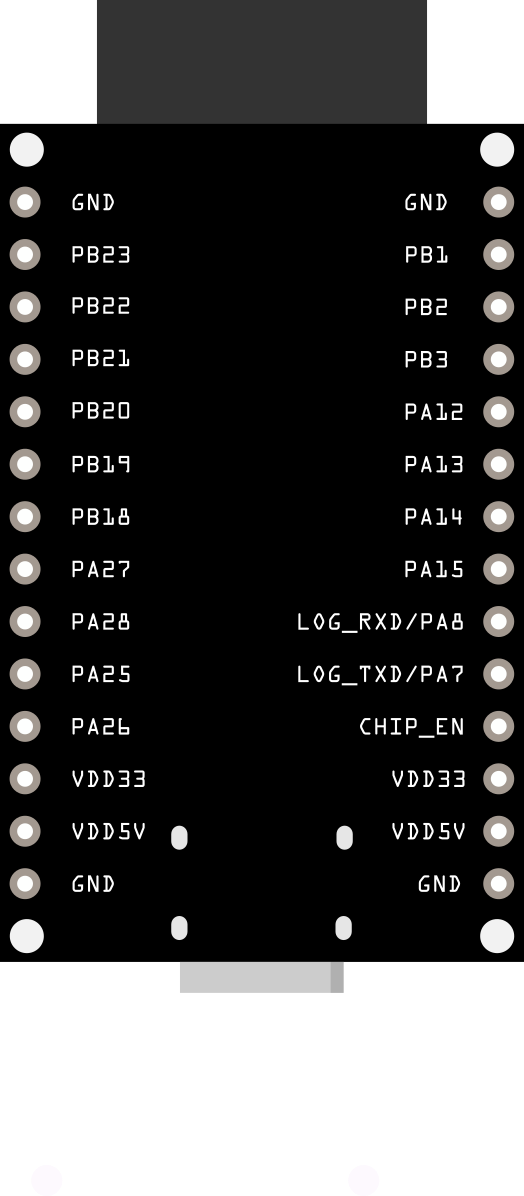 GND GND
PB23 PB1
PB22 PB2
PB21 PB3
PB20 PA12
PB19 PA13
PB18 PA14
PA27 PA15
PA28 LOG_RXD/PA8
PA25 LOG_TXD/PA7
PA26 CHIP_EN
VDD33 VDD33
VDD5V VDD5V
GND GND